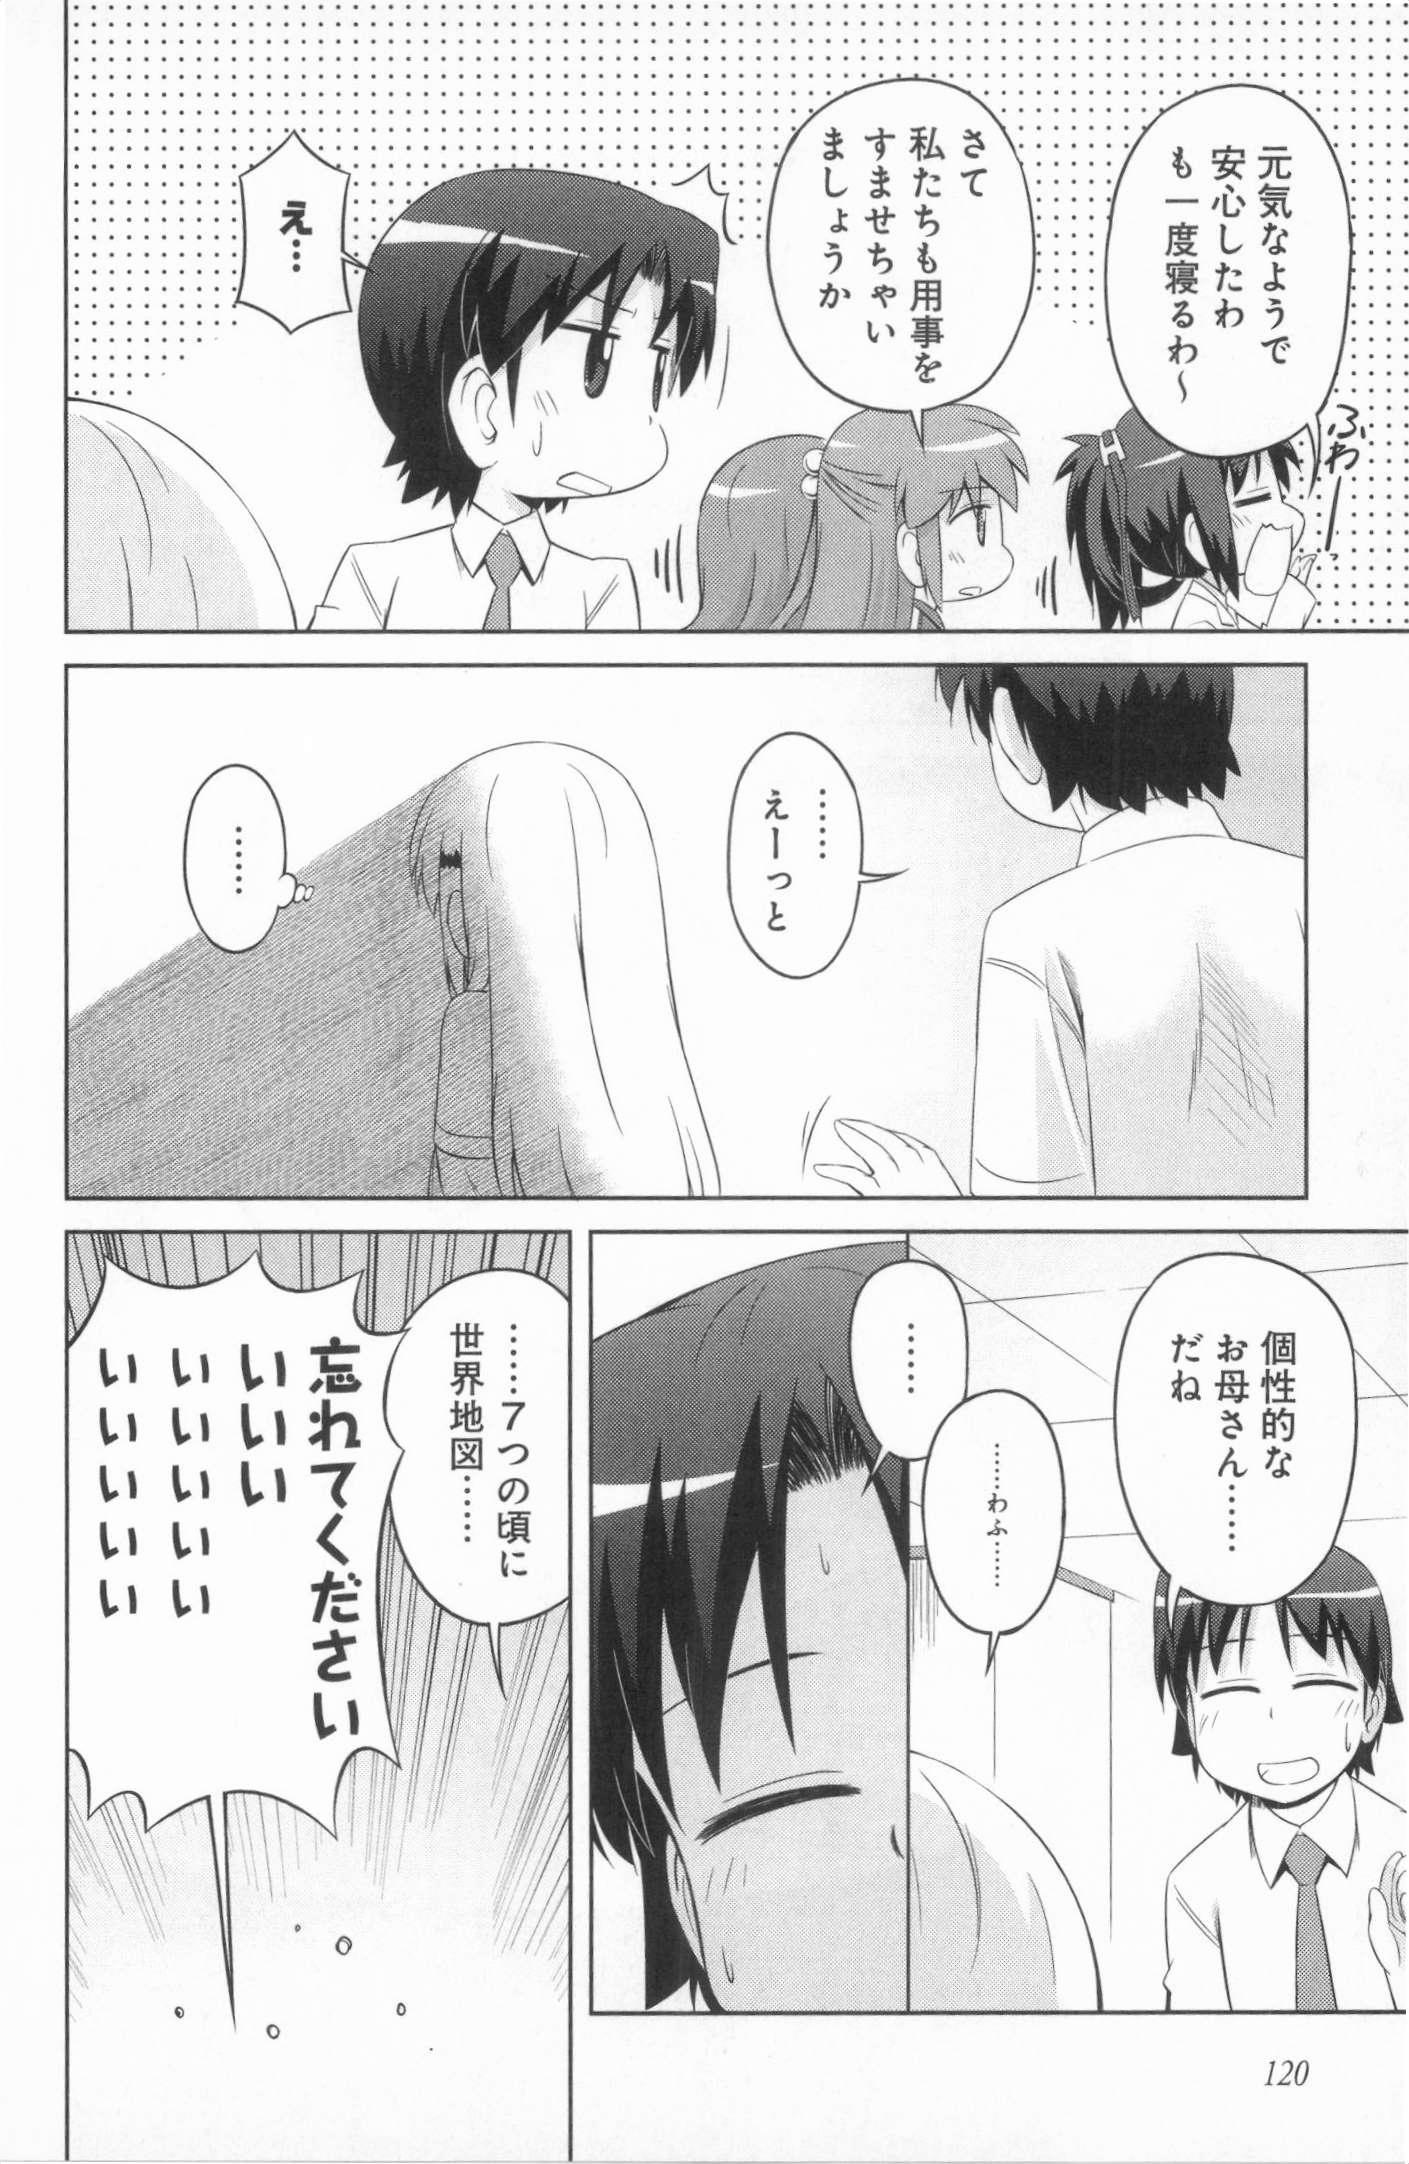 元気なようで
安心したわ
も一度寝るわ～
ふわーっ
さて
私たちも用事を
すませちゃい
ましょうか
え…
……
えーっと
……
個性的な
お母さん……
だね
……わふ……
……
……７つの頃に
世界地図……
忘れてください
いいい
いいいいい
いいいいい
120